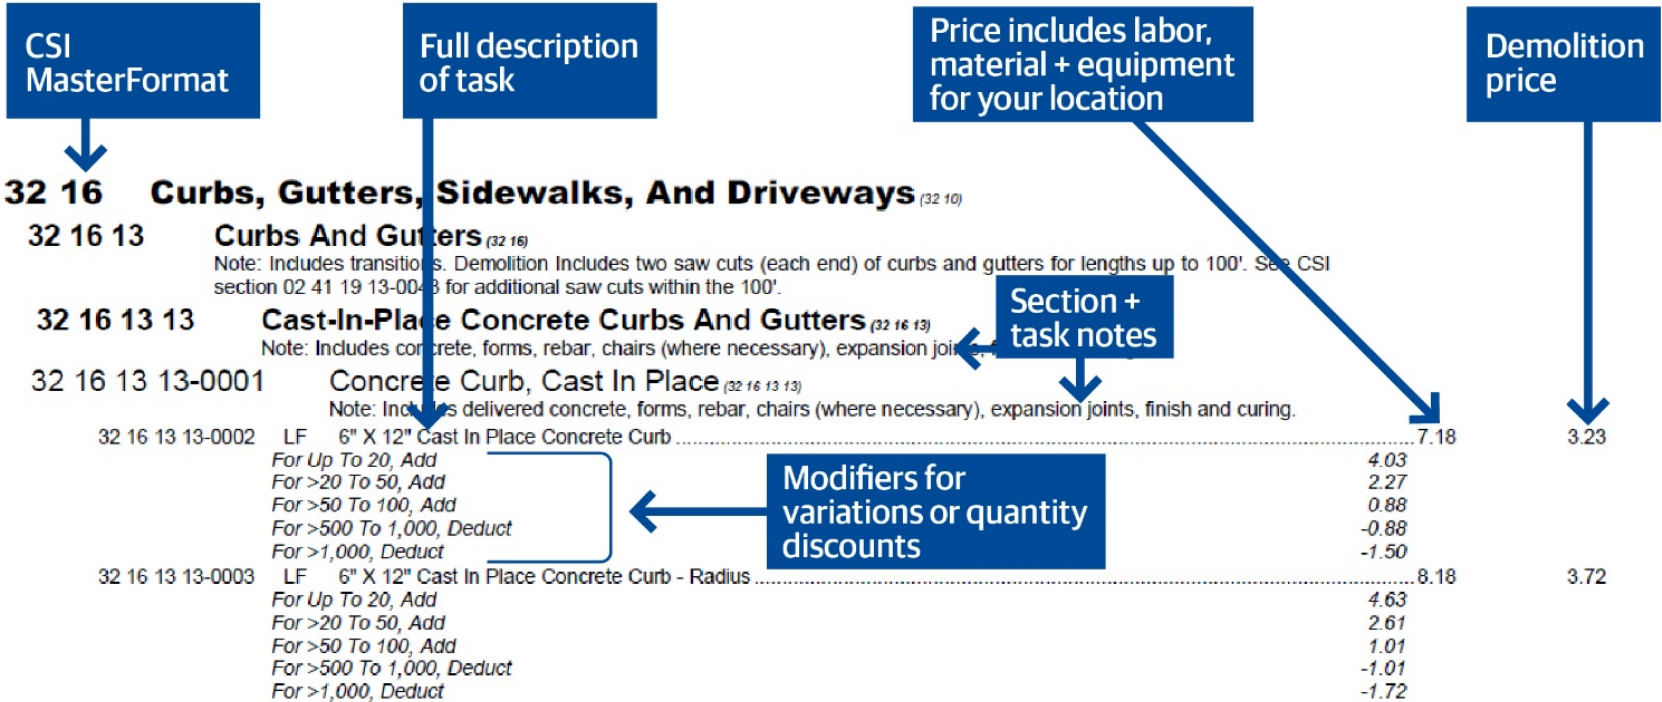 CSI
MasterFormat
Full description
of task
Price includes labor,
material + equipment
for your location
Demolition
price
32 16 Curbs, Gutters, Sidewalks, And Driveways (32 10)
32 16 13 Curbs And Gutters (32 16)
Note: Includes transitions. Demolition Includes two saw cuts (each end) of curbs and gutters for lengths up to 100'. See CSI
section 02 41 19 13-0043 for additional saw cuts within the 100'.
Section +
task notes
32 16 13 13 Cast-In-Place Concrete Curbs And Gutters (32 16 13)
Note: Includes concrete, forms, rebar, chairs (where necessary), expansion
32 16 13 13-0001 Concrete Curb, Cast In Place (32 16 13 13)
Note: Includes delivered concrete, forms, rebar, chairs (where necessary), expansion joints, finish and curing.
32 16 13 13-0002 LF 6" X 12" Cast In Place Concrete Curb 7.18 3.23
For Up To 20, Add 4.03
For >20 To 50, Add 2.27
For >50 To 100, Add 0.88
For >500 To 1,000, Deduct -0.88
For >1,000, Deduct -1.50
Modifiers for
variations or quantity
discounts
32 16 13 13-0003 LF 6" X 12" Cast In Place Concrete Curb - Radius 8.18 3.72
For Up To 20, Add 4.63
For >20 To 50, Add 2.61
For >50 To 100, Add 1.01
For >500 To 1,000, Deduct -1.01
For >1,000, Deduct -1.72